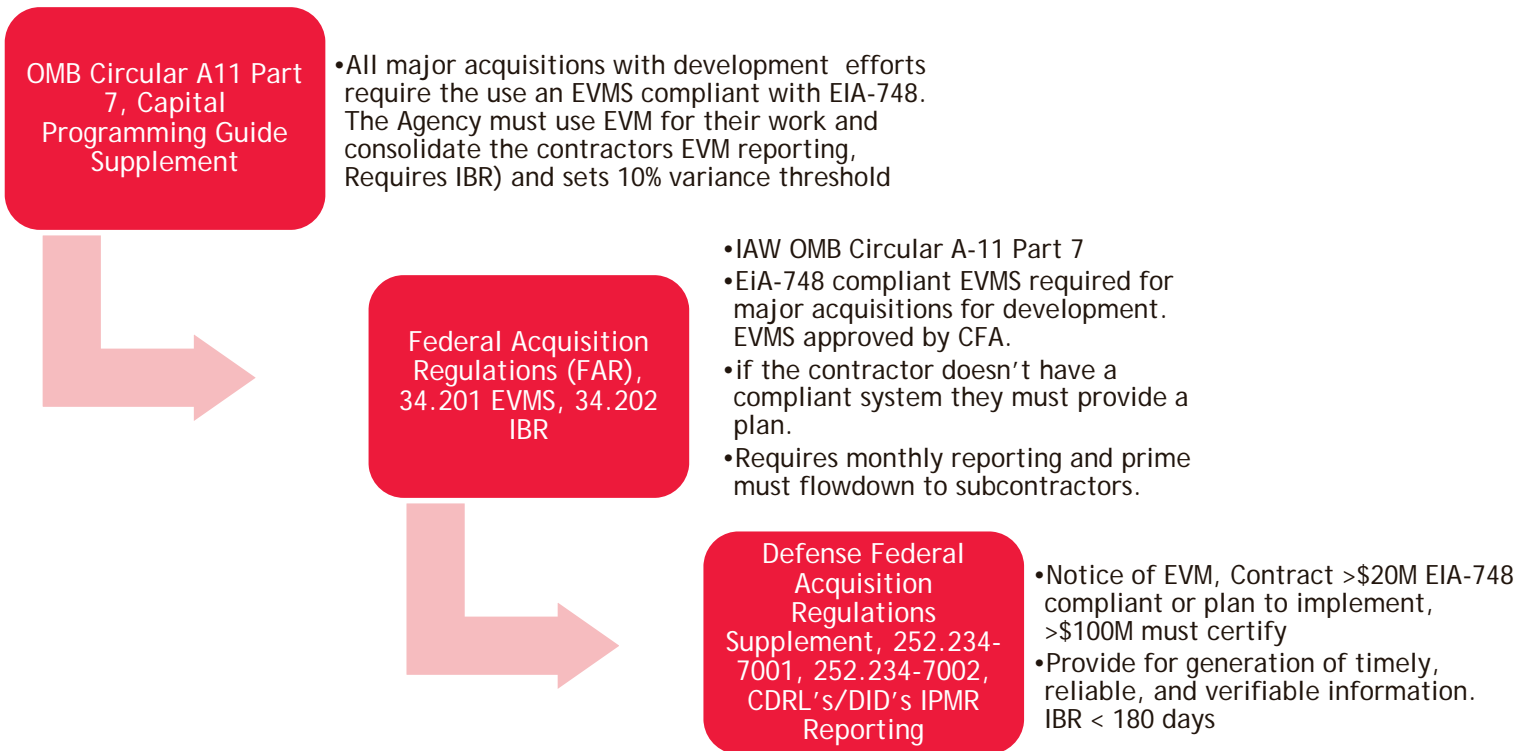 OMB Circular A11 Part
7, Capital
Programming Guide
Supplement
•All major acquisitions with development efforts
require the use an EVMS compliant with EIA-748.
The Agency must use EVM for their work and
consolidate the contractors EVM reporting,
Requires IBR) and sets 10% variance threshold
Federal Acquisition
Regulations (FAR),
34.201 EVMS, 34.202
IBR
•IAW OMB Circular A-11 Part 7
•EiA-748 compliant EVMS required for
major acquisitions for development.
EVMS approved by CFA.
•if the contractor doesn't have a
compliant system they must provide a
plan.
•Requires monthly reporting and prime
must flowdown to subcontractors.
Defense Federal
Acquisition
Regulations
Supplement, 252.234-
7001, 252.234-7002,
CDRL's/DID's IPMR
Reporting
•Notice of EVM, Contract >$20M EIA-748
compliant or plan to implement,
>$100M must certify
•Provide for generation of timely,
reliable, and verifiable information.
IBR < 180 days